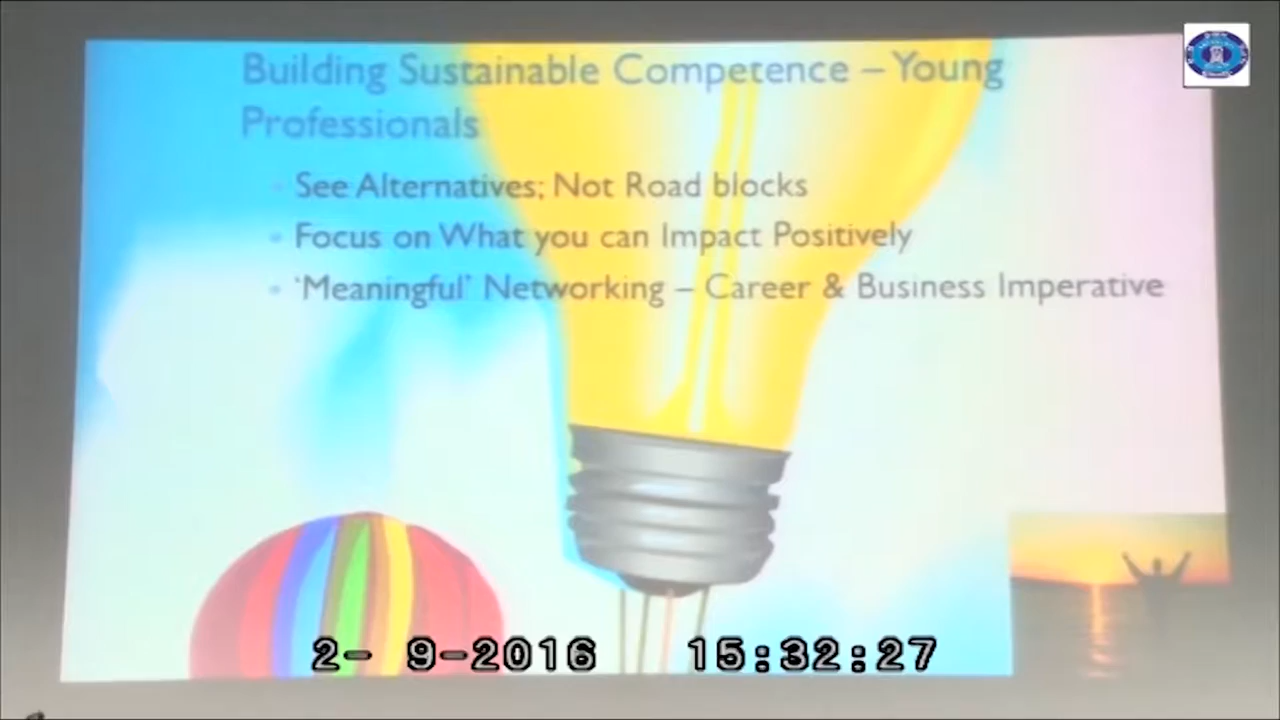 Building Sustainable Competence – Young
Professionals
See Alternatives; Not Road blocks
Focus on What you can Impact Positively
'Meaningful' Networking – Career & Business Imperative
2- 9-2016 15:32:27